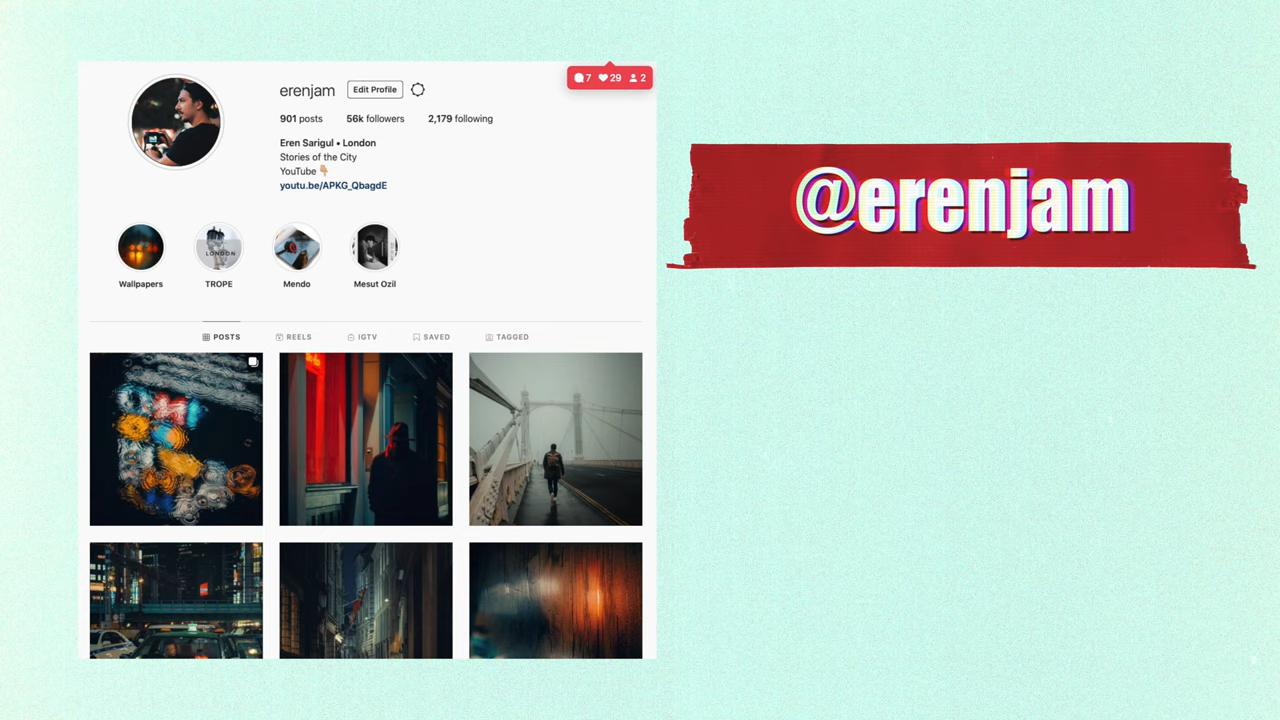 7 29 2
erenjam Edit Profile
901 posts 56k followers 2,179 following
Eren Sarigul • London
Stories of the City
YouTube 👇🏼
youtu.be/APKG_QbagdE
LONDON
Wallpapers TROPE Mendo Mesut Ozil
POSTS REELS IGTV SAVED TAGGED
@erenjam